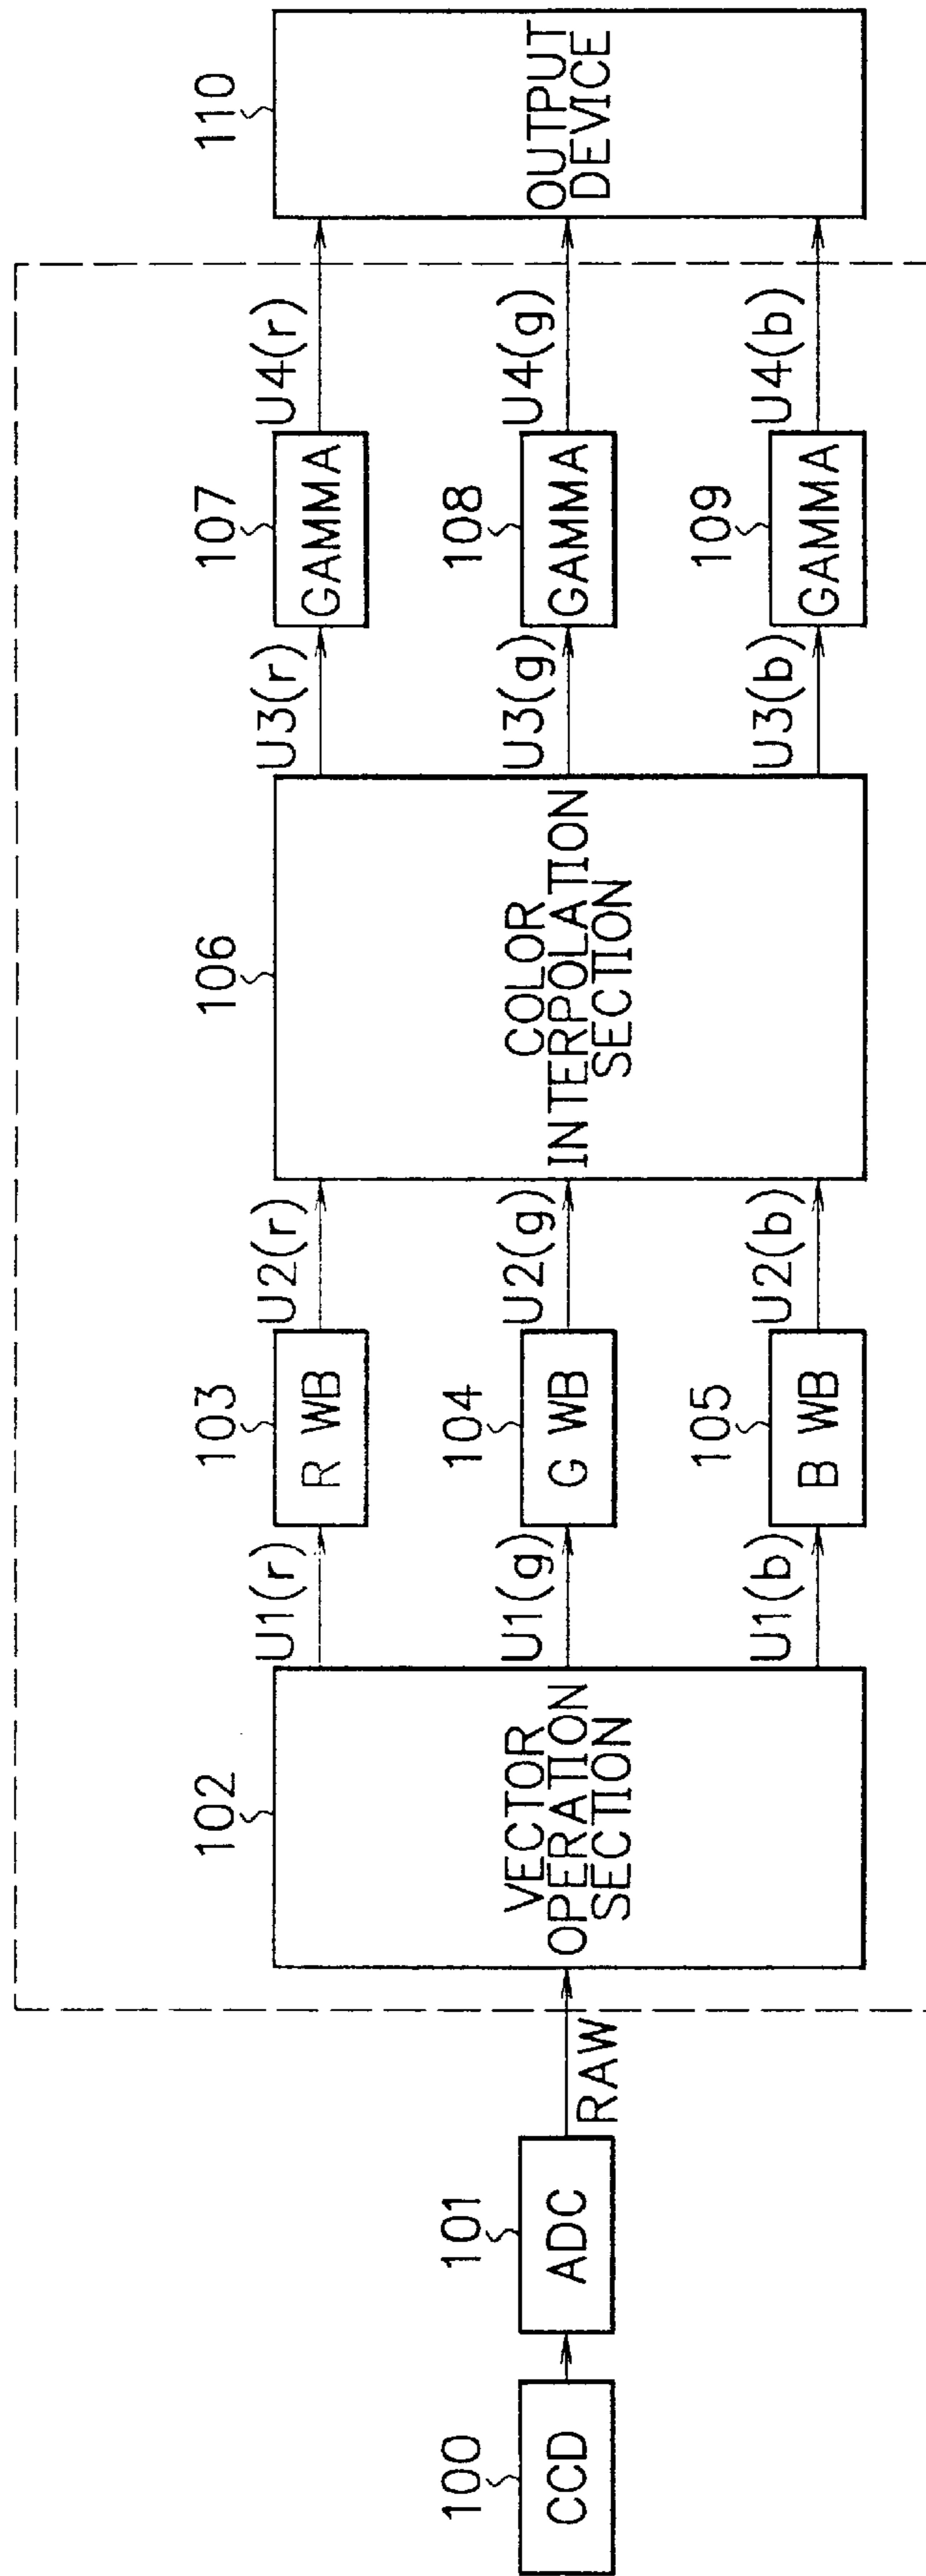 100
CCD
101
ADC
RAW
102
VECTOR
OPERATION
SECTION
U1(r)
U1(g)
U1(b)
103
R WB
104
G WB
105
B WB
U2(r)
U2(g)
U2(b)
106
COLOR
INTERPOLATION
SECTION
U3(r)
U3(g)
U3(b)
107
GAMMA
108
GAMMA
109
GAMMA
U4(r)
U4(g)
U4(b)
110
OUTPUT
DEVICE